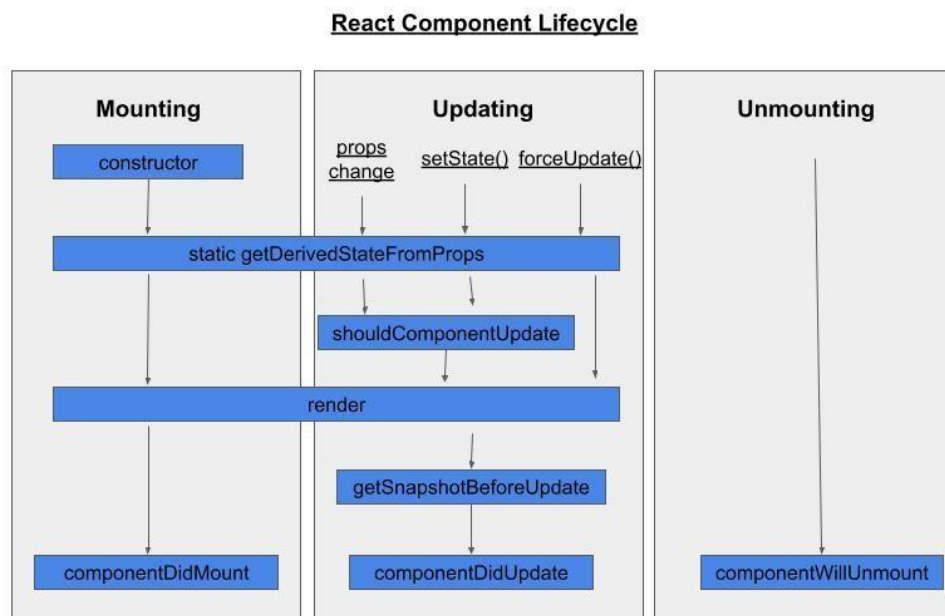 React Component Lifecycle
Mounting
Updating
Unmounting
constructor
props
change
setState()
forceUpdate()
static getDerivedStateFromProps
shouldComponentUpdate
render
getSnapshotBeforeUpdate
componentDidMount
componentDidUpdate
componentWillUnmount